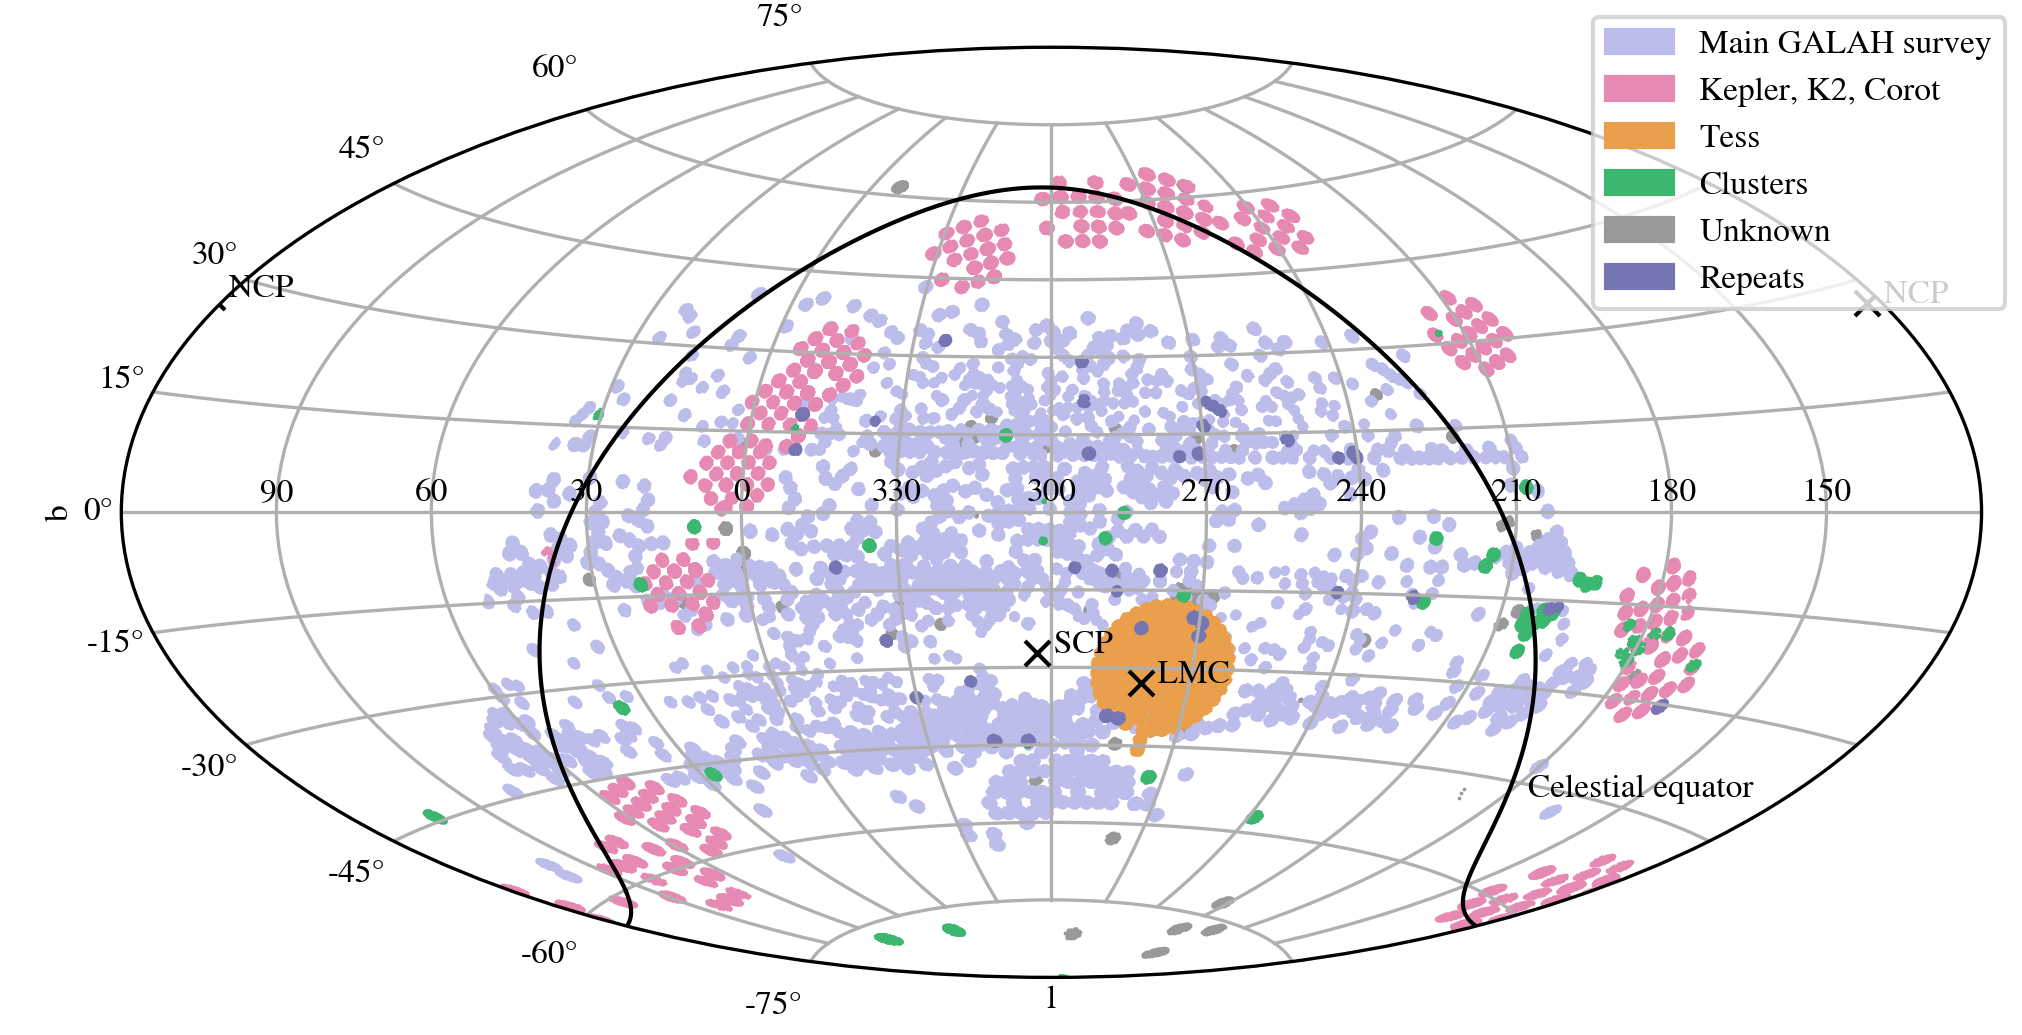 75°
60°
45°
30°
15°
0°
-15°
-30°
-45°
-60°
-75°
b
l
90 60 30 0 330 300 270 240 210 180 150
NCP
NCP
SCP
LMC
Celestial equator
Main GALAH survey
Kepler, K2, Corot
Tess
Clusters
Unknown
Repeats